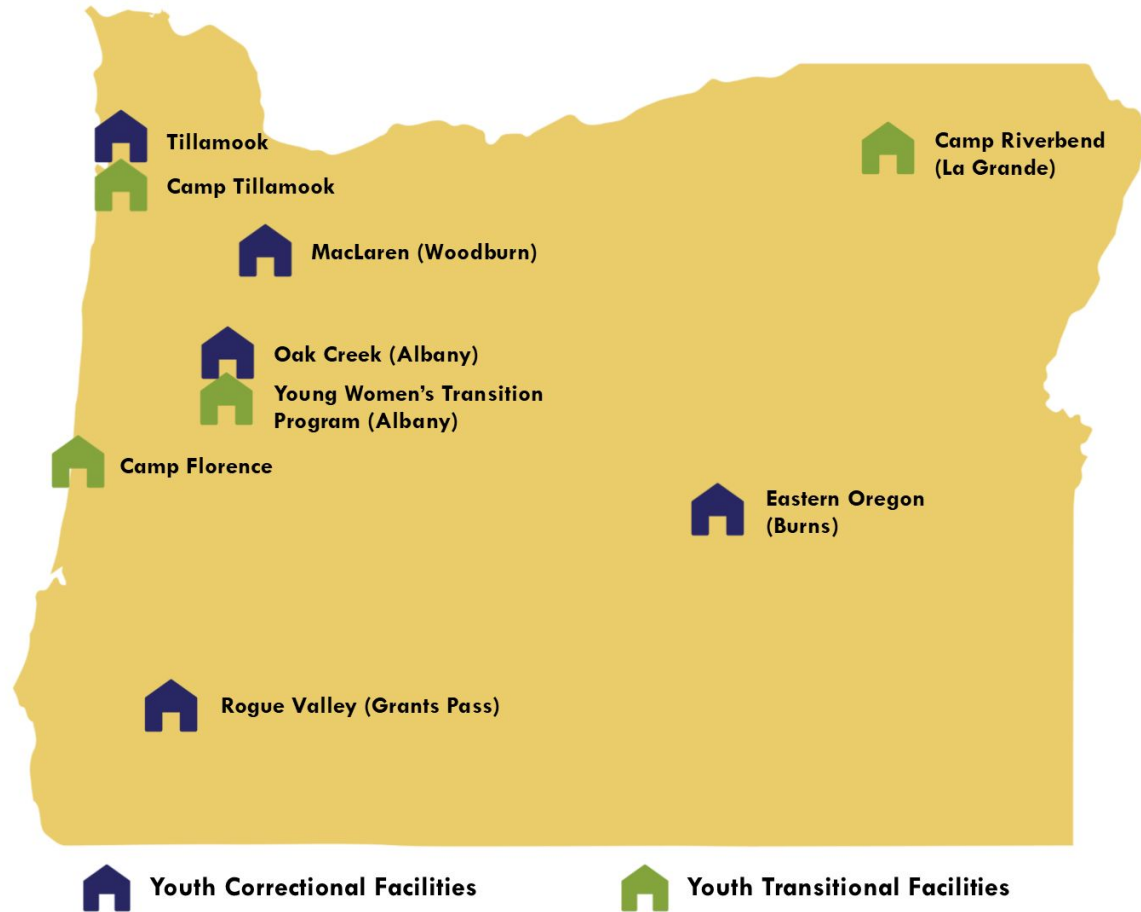 Tillamook
Camp Tillamook
Camp Riverbend
(La Grande)
MacLaren (Woodburn)
Oak Creek (Albany)
Young Women's Transition
Program (Albany)
Camp Florence
Eastern Oregon
(Burns)
Rogue Valley (Grants Pass)
Youth Correctional Facilities
Youth Transitional Facilities